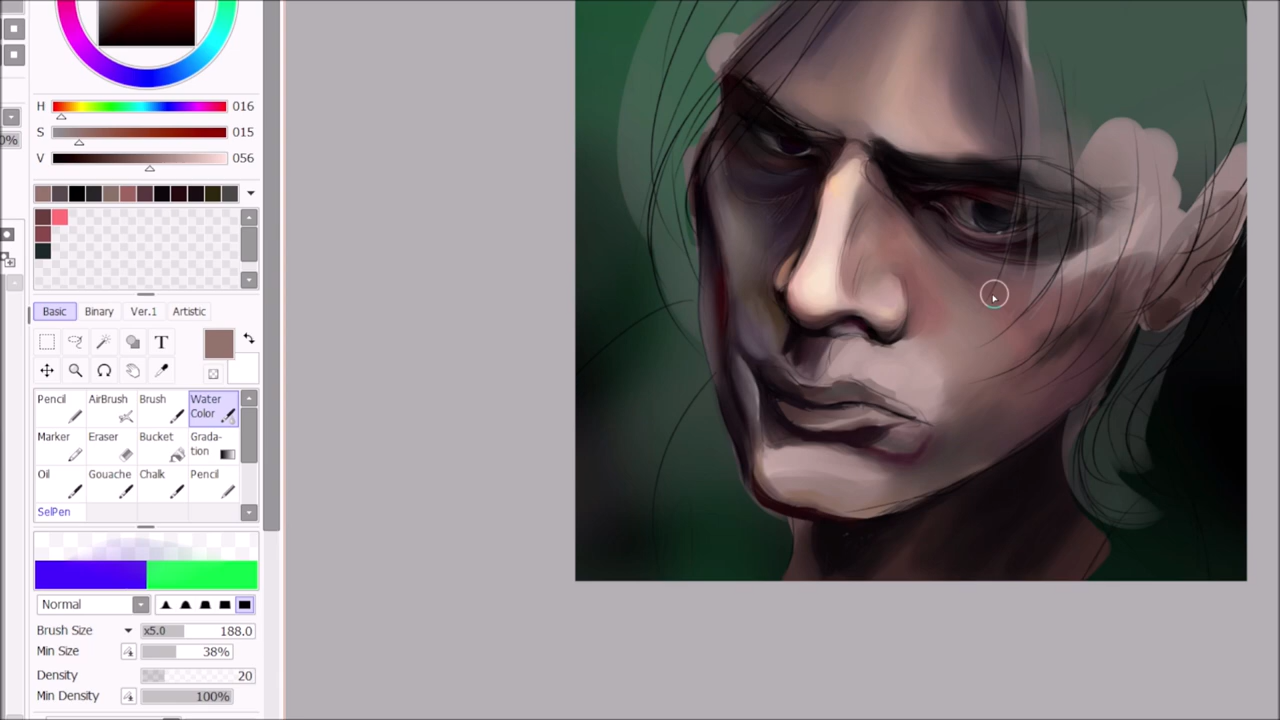 H 016
S 015
0%
V 056
Basic Binary Ver.1 Artistic
T
Pencil AirBrush Brush Water Color
Marker Eraser Bucket Grada-tion
Oil Gouache Chalk Pencil
SelPen
Normal
Brush Size x5.0 188.0
Min Size 38%
Density 20
Min Density 100%